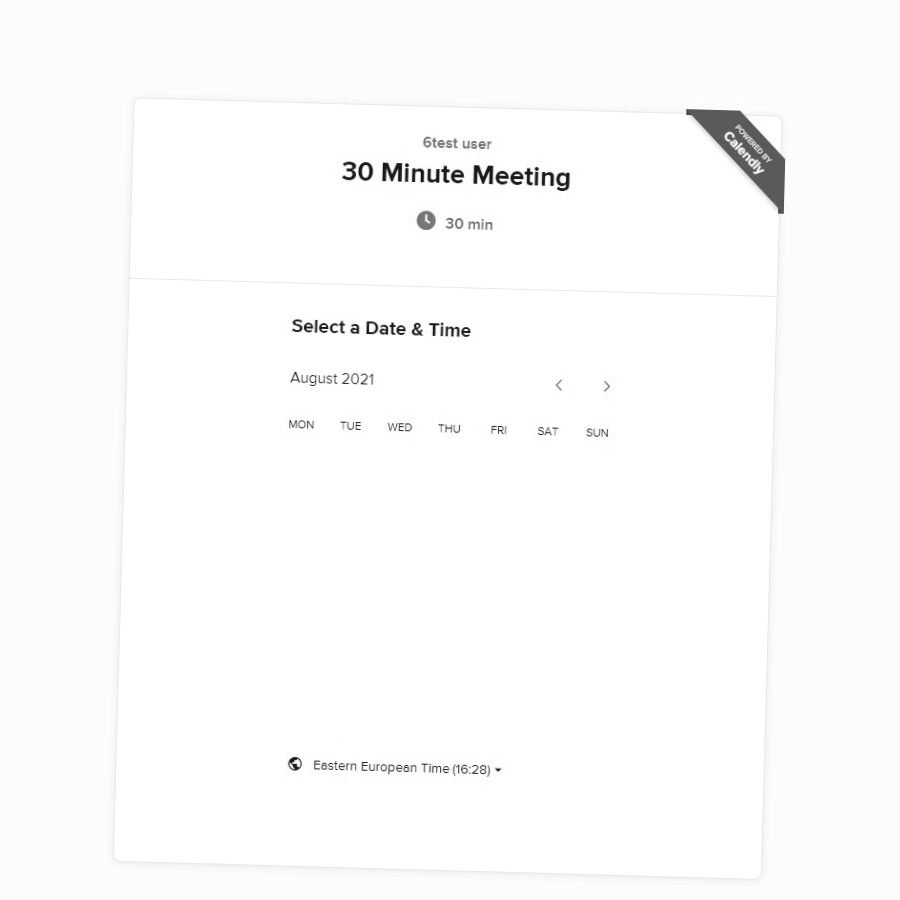 POWERED BY
Calendly
6test user
30 Minute Meeting
30 min
Select a Date & Time
August 2021
MON TUE WED THU FRI SAT SUN
Eastern European Time (16:28)